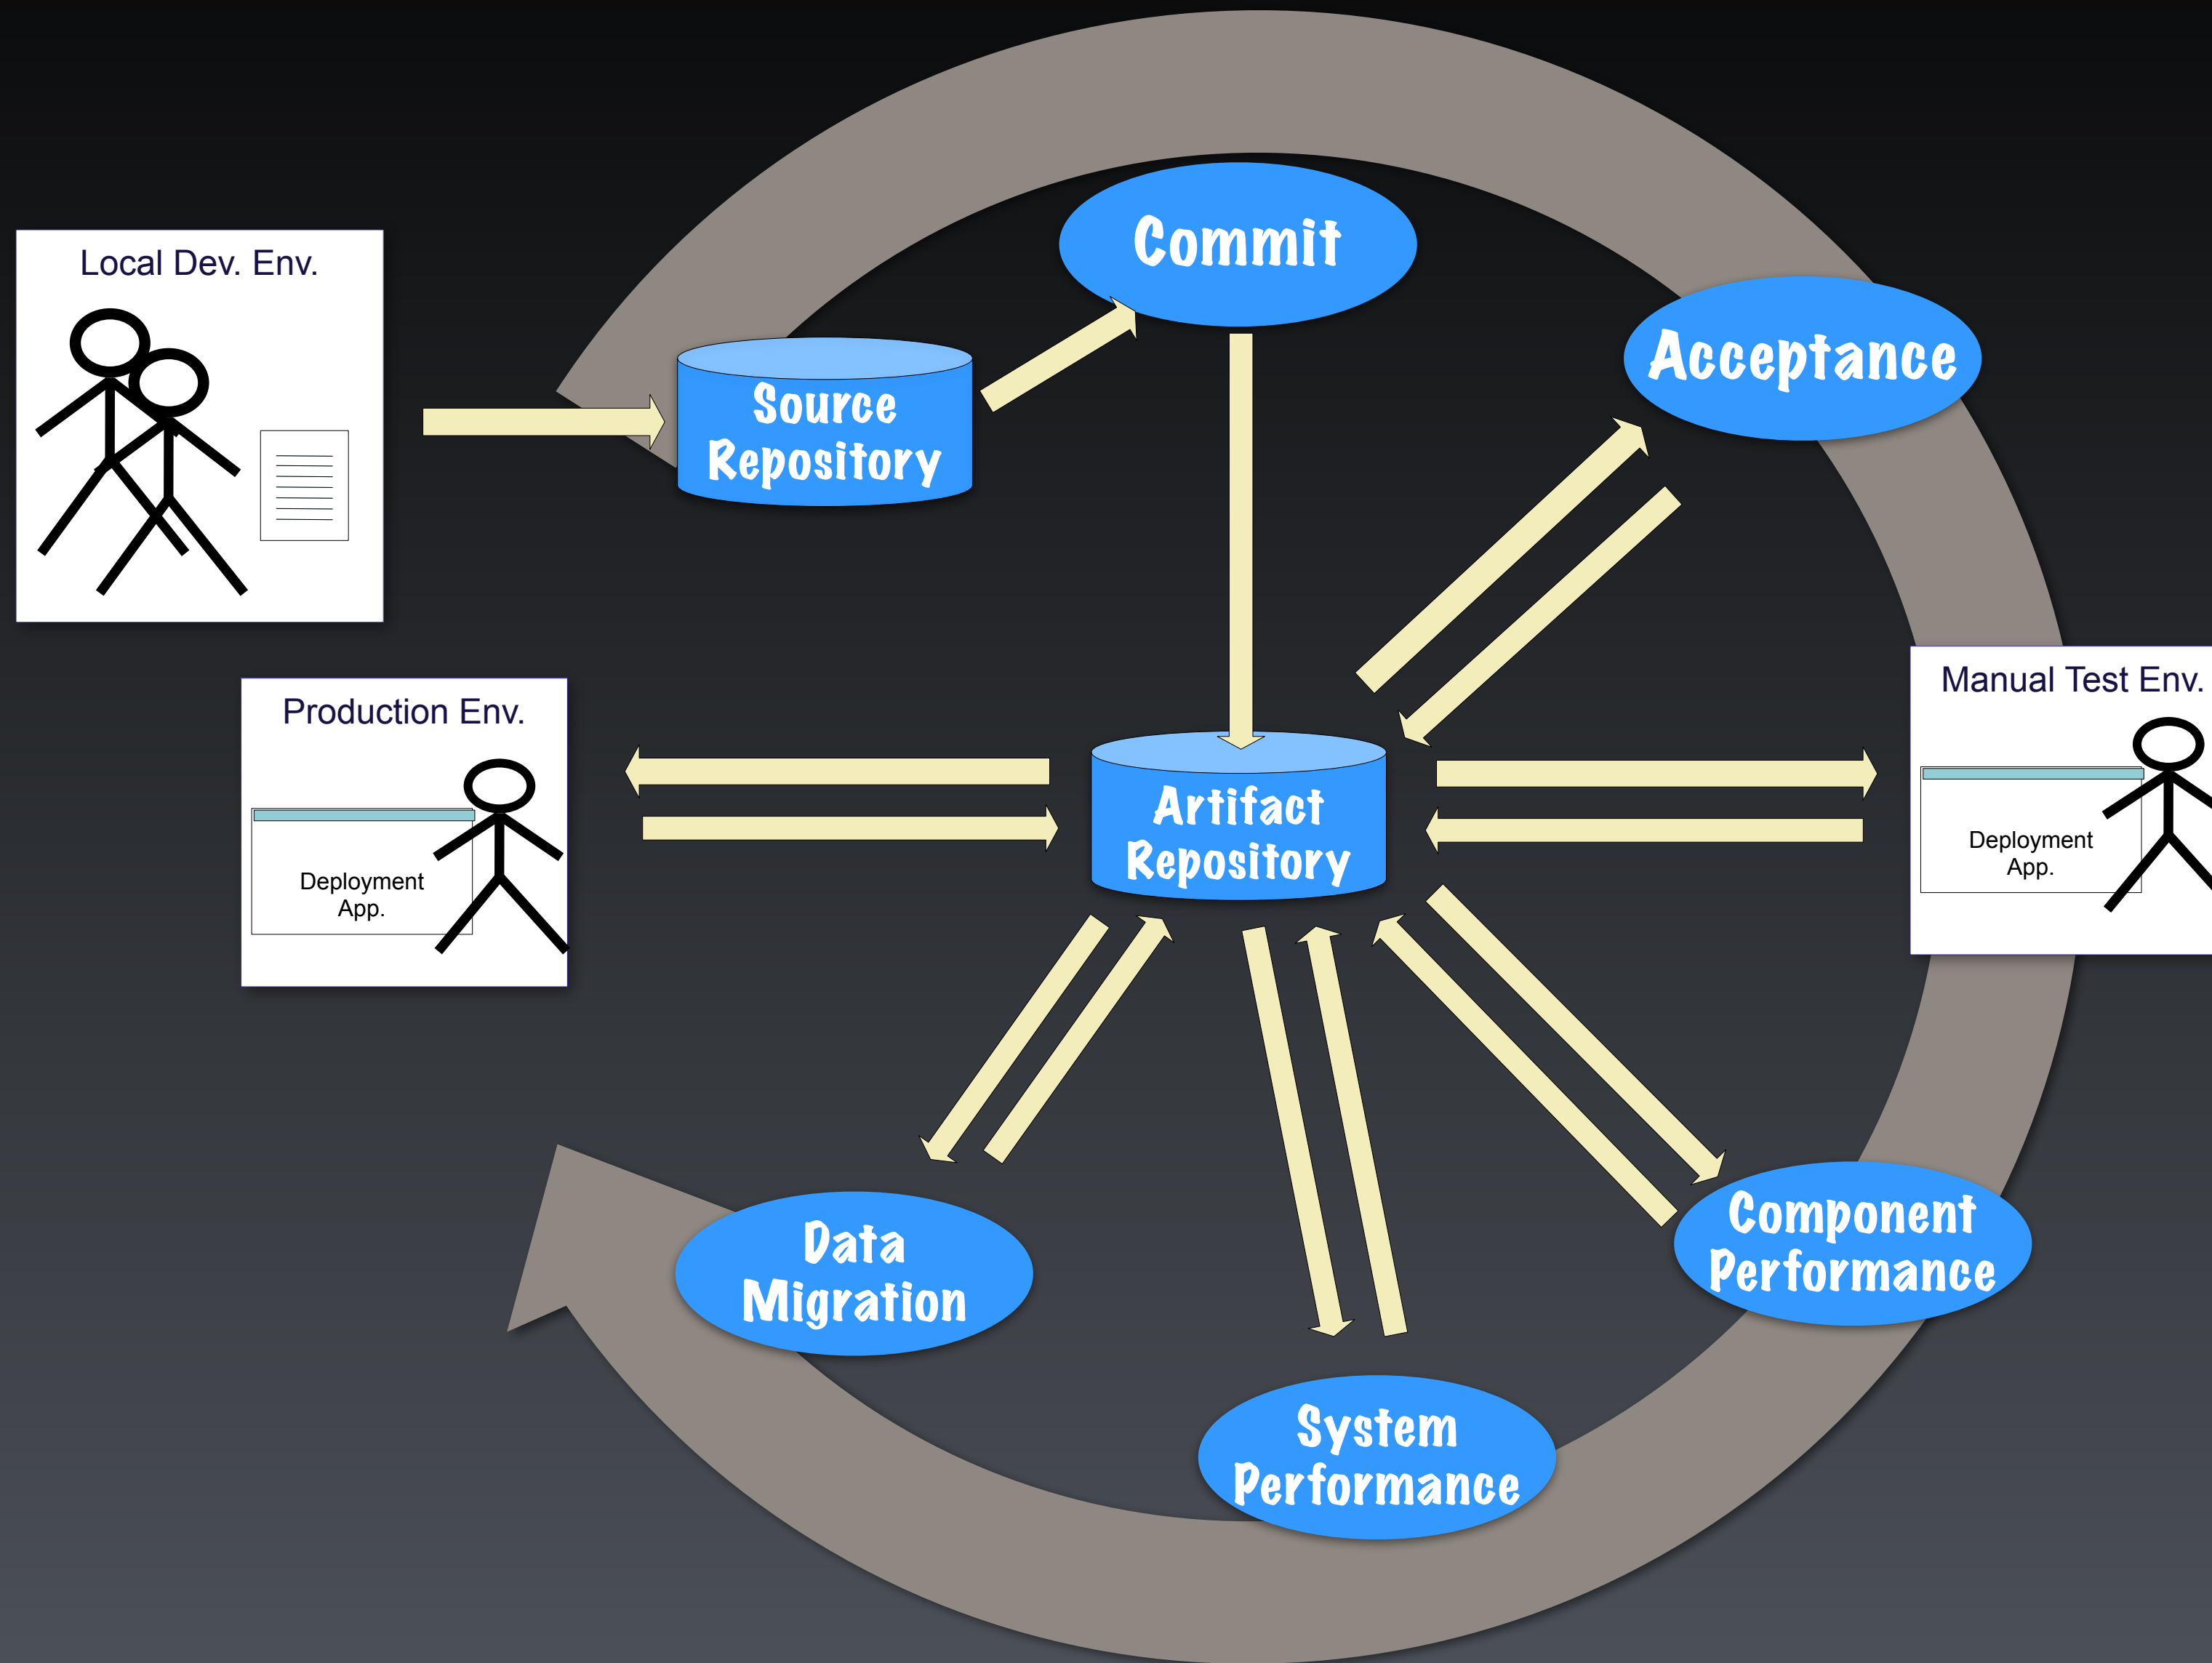 Commit
Local Dev. Env.
Acceptance
Source
Repository
Manual Test Env.
Production Env.
Artifact
Repository
Deployment
App.
Deployment
App.
Component
Performance
Data
Migration
System
Performance